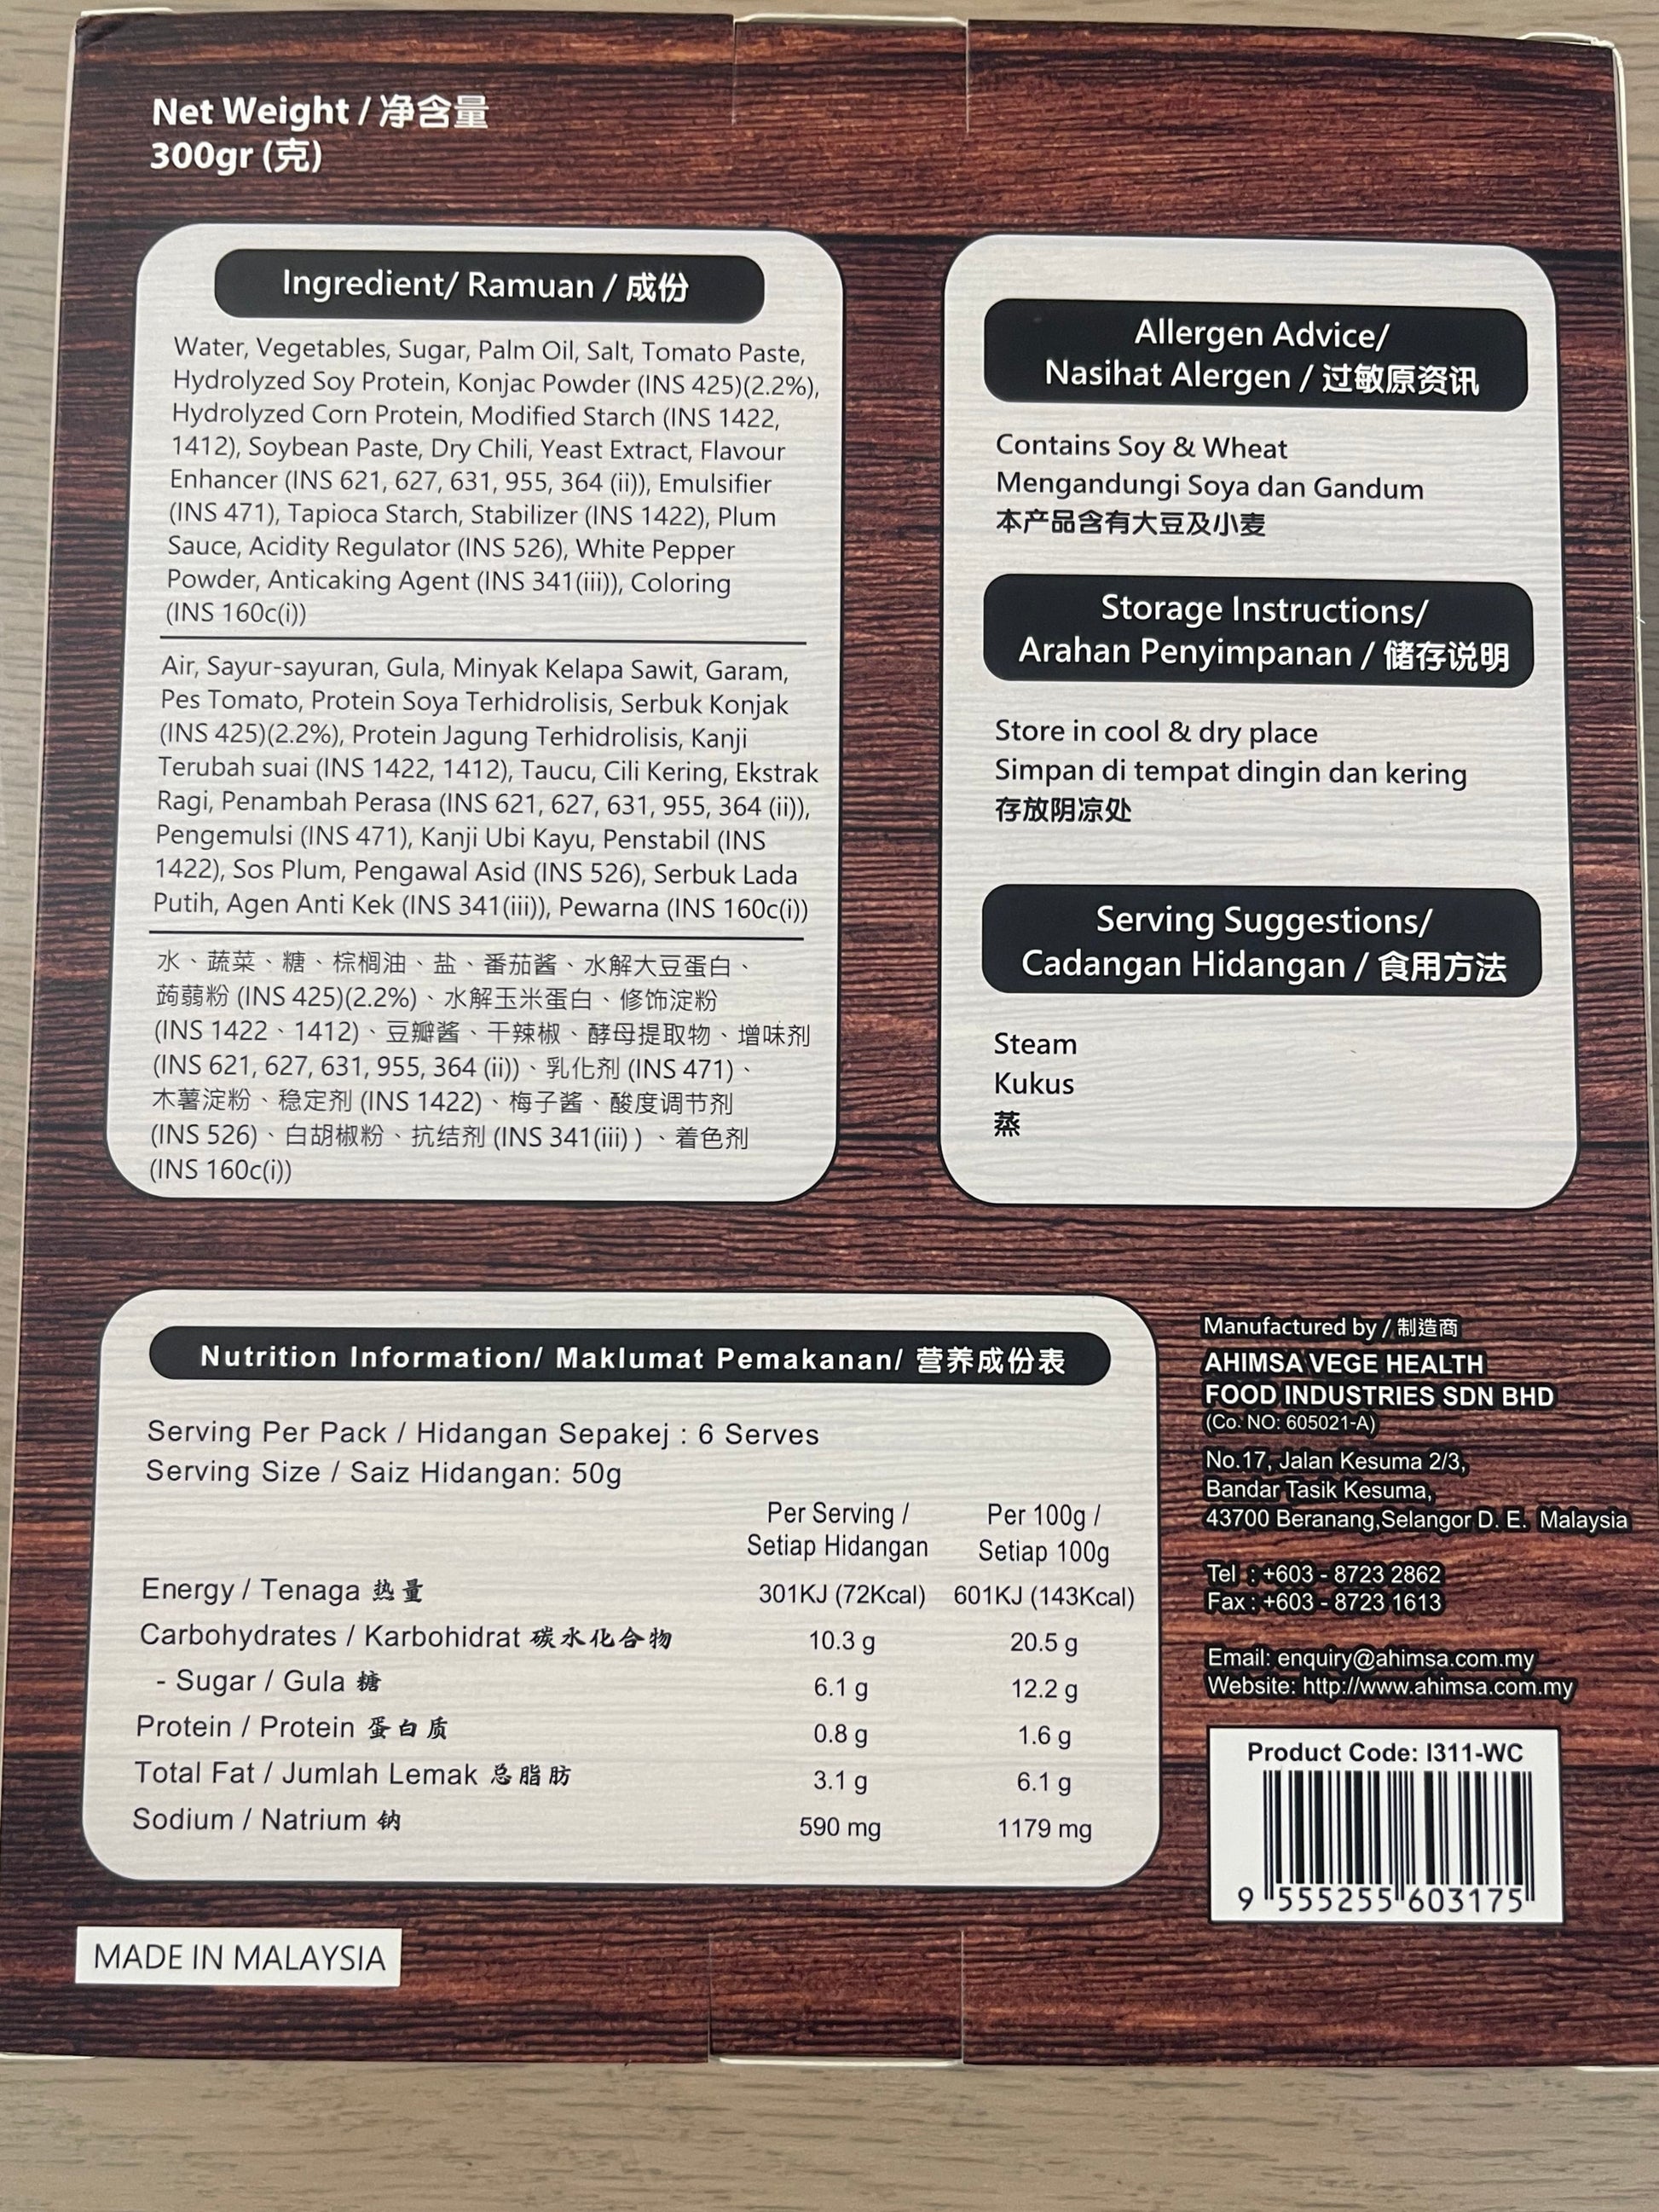 Net Weight / 净含量
300gr (克)
Ingredient/ Ramuan / 成份
Water, Vegetables, Sugar, Palm Oil, Salt, Tomato Paste,
Hydrolyzed Soy Protein, Konjac Powder (INS 425)(2.2%),
Hydrolyzed Corn Protein, Modified Starch (INS 1422,
1412), Soybean Paste, Dry Chili, Yeast Extract, Flavour
Enhancer (INS 621, 627, 631, 955, 364 (ii)), Emulsifier
(INS 471), Tapioca Starch, Stabilizer (INS 1422), Plum
Sauce, Acidity Regulator (INS 526), White Pepper
Powder, Anticaking Agent (INS 341(iii)), Coloring
(INS 160c(i))
Air, Sayur-sayuran, Gula, Minyak Kelapa Sawit, Garam,
Pes Tomato, Protein Soya Terhidrolisis, Serbuk Konjak
(INS 425)(2.2%), Protein Jagung Terhidrolisis, Kanji
Terubah suai (INS 1422, 1412), Taucu, Cili Kering, Ekstrak
Ragi, Penambah Perasa (INS 621, 627, 631, 955, 364 (ii)),
Pengemulsi (INS 471), Kanji Ubi Kayu, Penstabil (INS
1422), Sos Plum, Pengawal Asid (INS 526), Serbuk Lada
Putih, Agen Anti Kek (INS 341(iii)), Pewarna (INS 160c(i))
水、蔬菜、糖、棕榈油、盐、番茄酱、水解大豆蛋白、
蒟蒻粉 (INS 425)(2.2%)、水解玉米蛋白、修饰淀粉
(INS 1422、1412)、豆瓣酱、干辣椒、酵母提取物、增味剂
(INS 621, 627, 631, 955, 364 (ii))、乳化剂 (INS 471)、
木薯淀粉、稳定剂 (INS 1422)、梅子酱、酸度调节剂
(INS 526)、白胡椒粉、抗结剂 (INS 341(iii) )、着色剂
(INS 160c(i))
Allergen Advice/
Nasihat Alergen / 过敏原资讯
Contains Soy & Wheat
Mengandungi Soya dan Gandum
本产品含有大豆及小麦
Storage Instructions/
Arahan Penyimpanan / 储存说明
Store in cool & dry place
Simpan di tempat dingin dan kering
存放阴凉处
Serving Suggestions/
Cadangan Hidangan / 食用方法
Steam
Kukus
蒸
Nutrition Information/ Maklumat Pemakanan/ 营养成份表
Serving Per Pack / Hidangan Sepakej : 6 Serves
Serving Size / Saiz Hidangan: 50g
Per Serving / Per 100g /
Setiap Hidangan Setiap 100g
Energy / Tenaga 热量 301KJ (72Kcal) 601KJ (143Kcal)
Carbohydrates / Karbohidrat 碳水化合物 10.3 g 20.5 g
- Sugar / Gula 糖 6.1 g 12.2 g
Protein / Protein 蛋白质 0.8 g 1.6 g
Total Fat / Jumlah Lemak 总脂肪 3.1 g 6.1 g
Sodium / Natrium 钠 590 mg 1179 mg
Manufactured by / 制造商
AHIMSA VEGE HEALTH
FOOD INDUSTRIES SDN BHD
(Co. NO: 605021-A)
No.17, Jalan Kesuma 2/3,
Bandar Tasik Kesuma,
43700 Beranang,Selangor D. E. Malaysia
Tel : +603 - 8723 2862
Fax : +603 - 8723 1613
Email: enquiry@ahimsa.com.my
Website: http://www.ahimsa.com.my
Product Code: I311-WC
9 555255 603175
MADE IN MALAYSIA